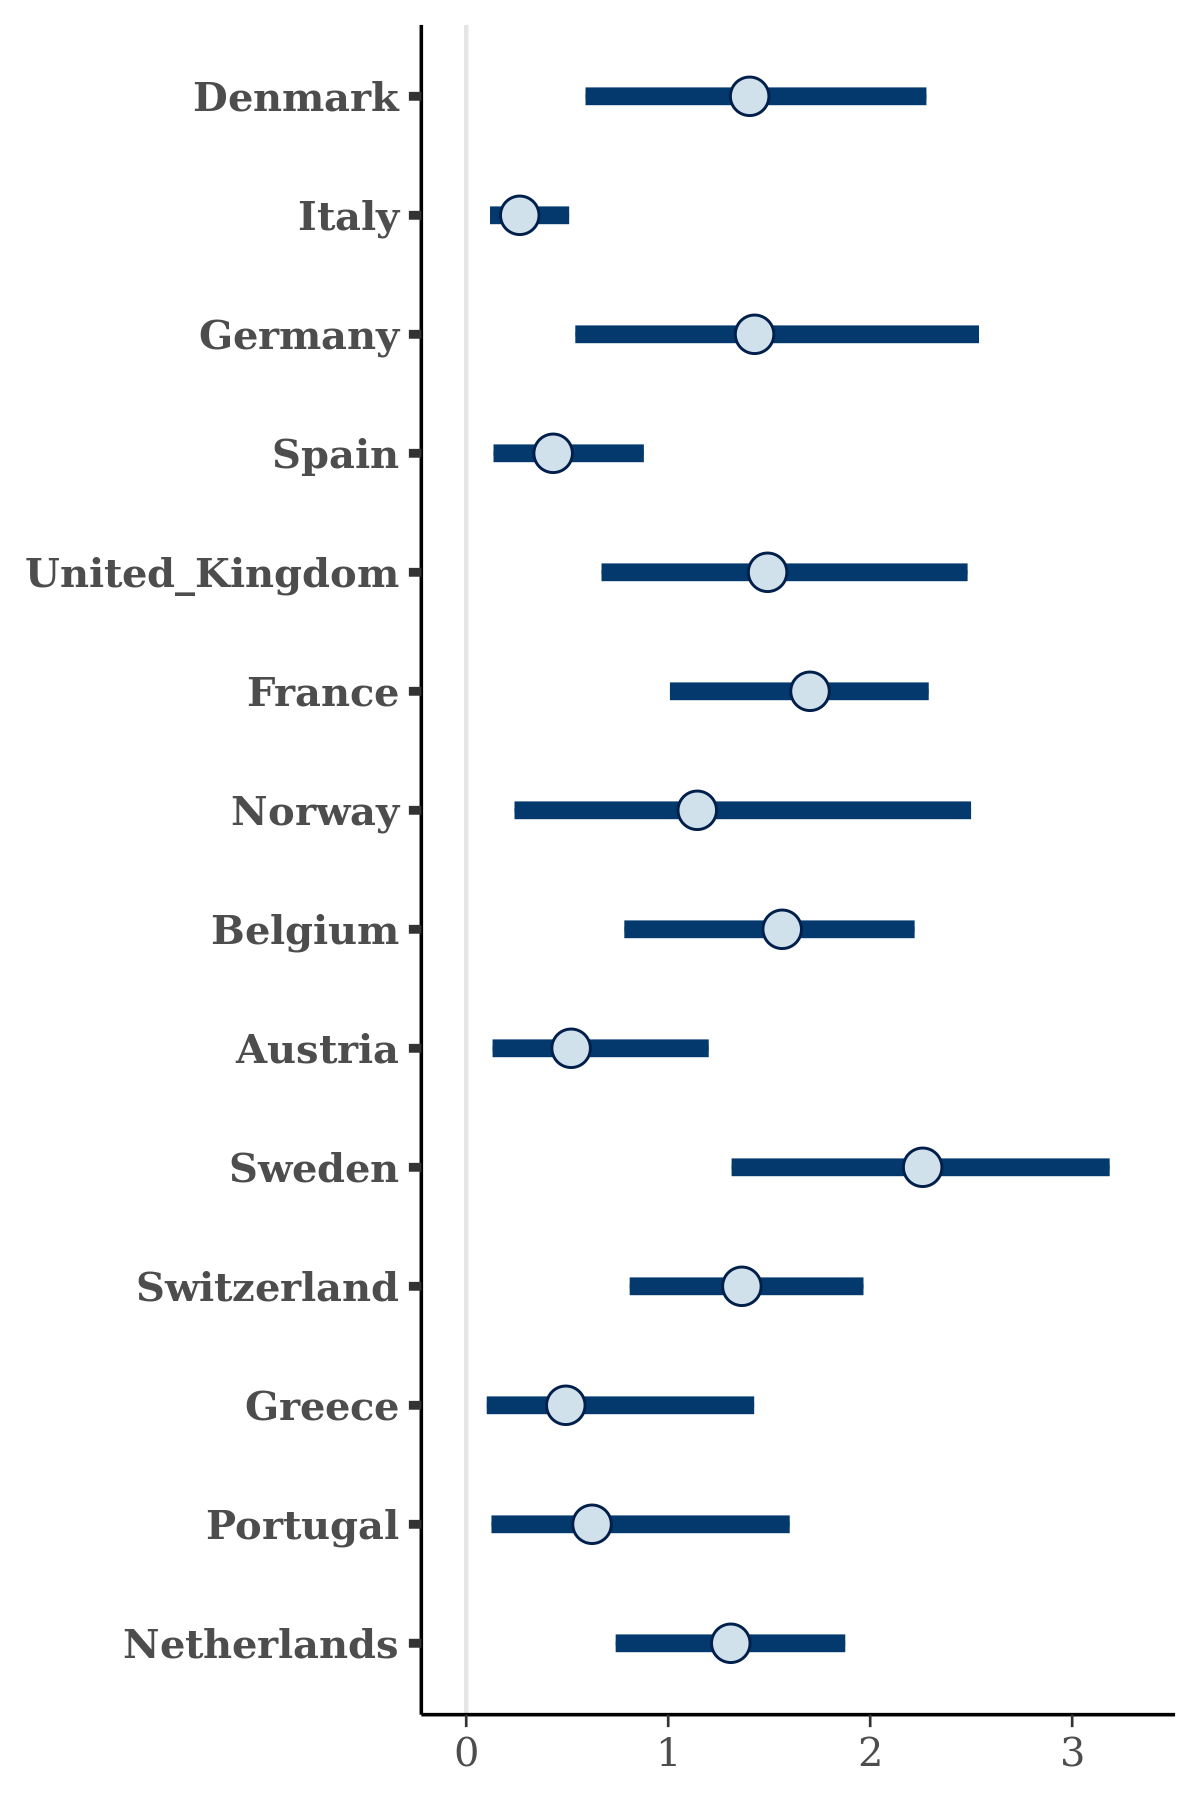 Denmark
Italy
Germany
Spain
United_Kingdom
France
Norway
Belgium
Austria
Sweden
Switzerland
Greece
Portugal
Netherlands
0 1 2 3